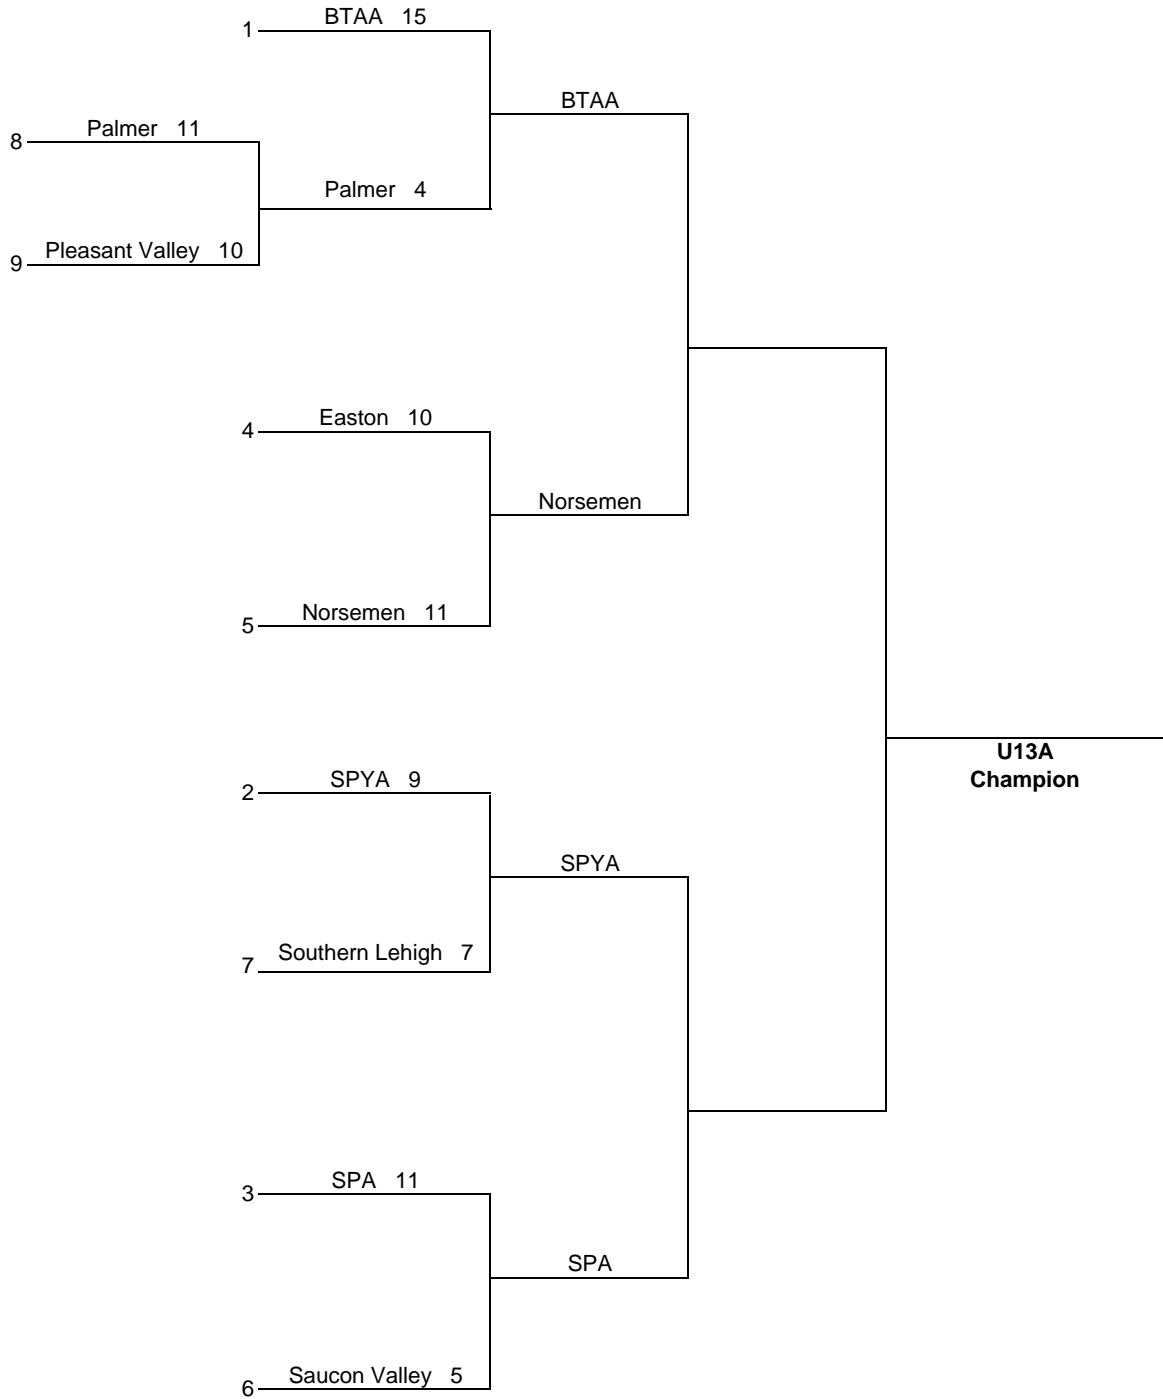 BTAA 15
1
BTAA
Palmer 11
8
Palmer 4
Pleasant Valley 10
9
Easton 10
4
Norsemen
Norsemen 11
5
U13A
Champion
SPYA 9
2
SPYA
Southern Lehigh 7
7
SPA 11
3
SPA
Saucon Valley 5
6